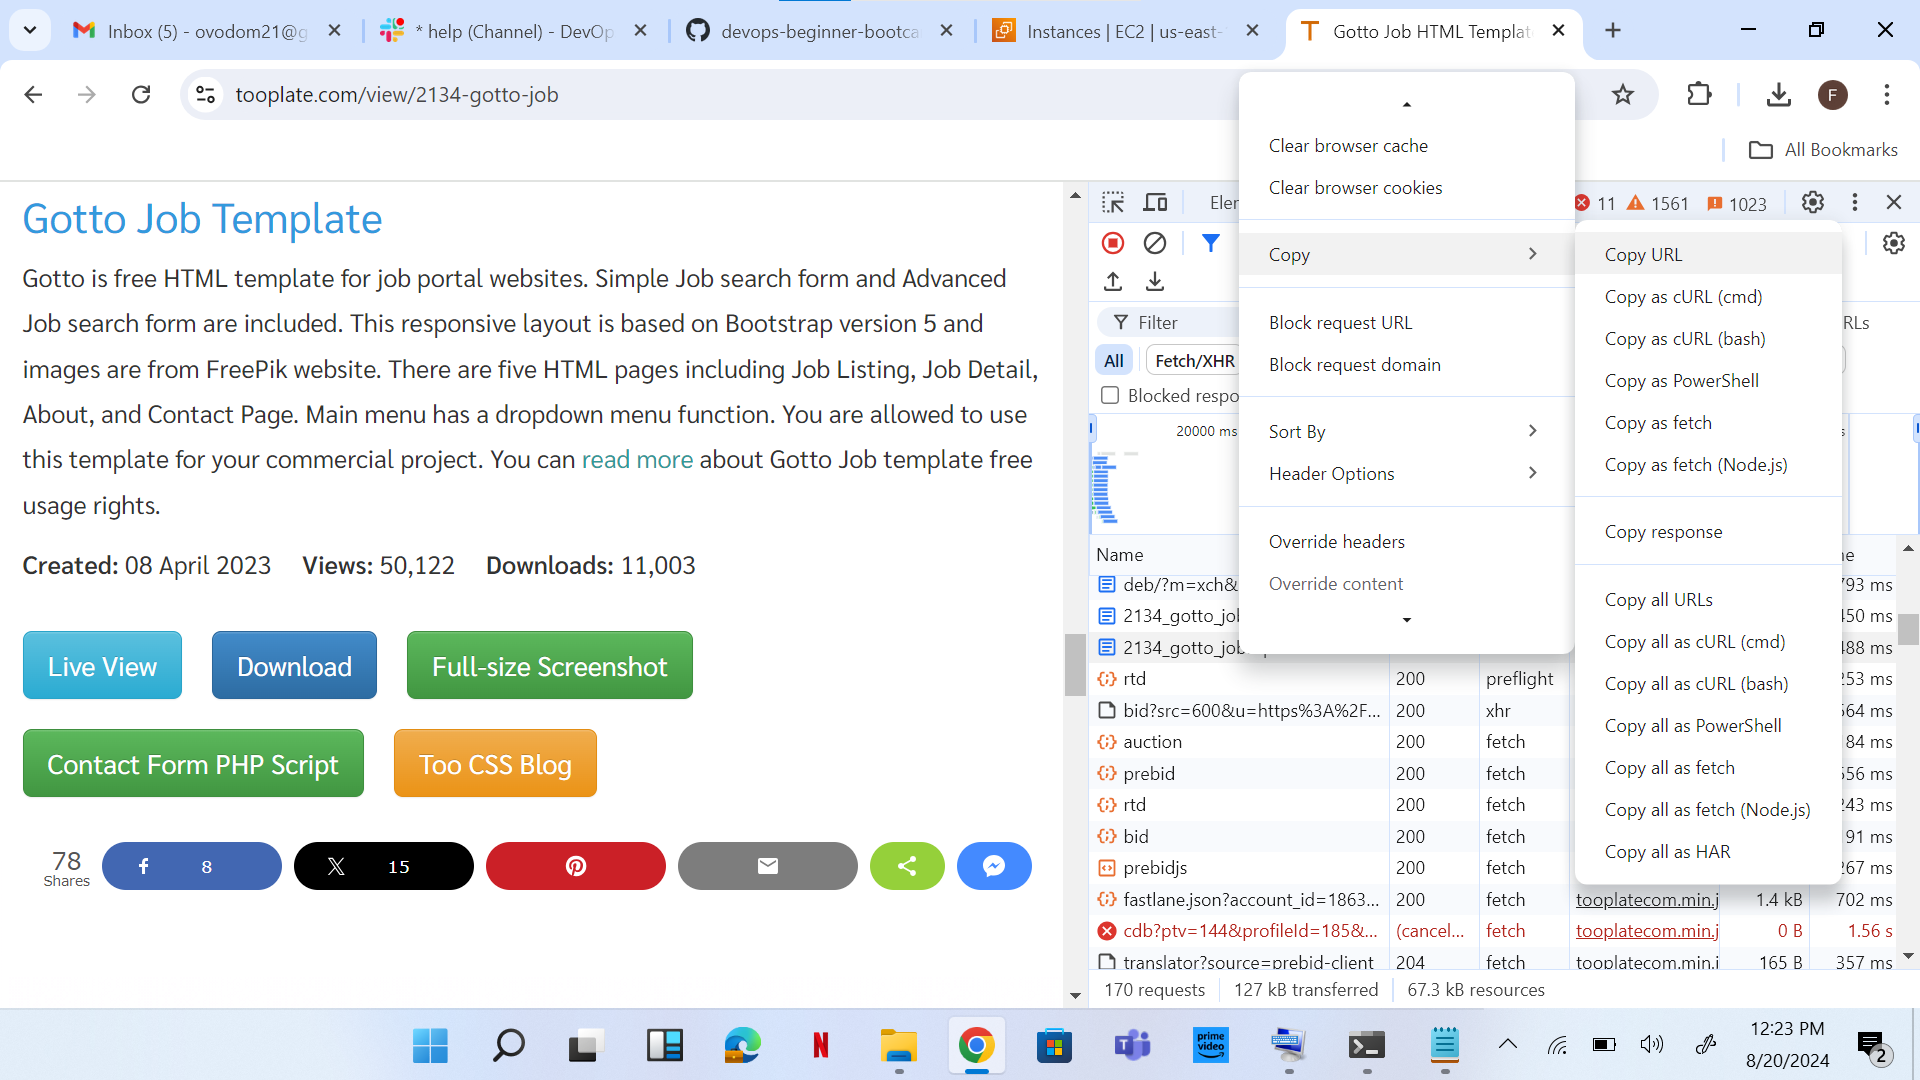 Inbox (5) - ovodom21@g
* help (Channel) - DevOp
devops-beginner-bootca
Instances | EC2 | us-east-
Gotto Job HTML Templat
tooplate.com/view/2134-gotto-job
F
All Bookmarks
Gotto Job Template
Gotto is free HTML template for job portal websites. Simple Job search form and Advanced
Job search form are included. This responsive layout is based on Bootstrap version 5 and
images are from FreePik website. There are five HTML pages including Job Listing, Job Detail,
About, and Contact Page. Main menu has a dropdown menu function. You are allowed to use
this template for your commercial project. You can read more about Gotto Job template free
usage rights.
Created: 08 April 2023 Views: 50,122 Downloads: 11,003
Live View
Download
Full-size Screenshot
Contact Form PHP Script
Too CSS Blog
78
Shares
8
15
Clear browser cache
Clear browser cookies
Copy
Block request URL
Block request domain
Sort By
Header Options
Override headers
Override content
Copy URL
Copy as cURL (cmd)
Copy as cURL (bash)
Copy as PowerShell
Copy as fetch
Copy as fetch (Node.js)
Copy response
Copy all URLs
Copy all as cURL (cmd)
Copy all as cURL (bash)
Copy all as PowerShell
Copy all as fetch
Copy all as fetch (Node.js)
Copy all as HAR
Eler
11 1561 1023
Filter
RLs
All
Fetch/XHR
Blocked respo
20000 ms
Name
deb/?m=xch& 793 ms
2134_gotto_job 450 ms
2134_gotto_job 488 ms
rtd 200 preflight 253 ms
bid?src=600&u=https%3A%2F... 200 xhr 564 ms
auction 200 fetch 84 ms
prebid 200 fetch 556 ms
rtd 200 fetch 243 ms
bid 200 fetch 91 ms
prebidjs 200 fetch 267 ms
fastlane.json?account_id=1863... 200 fetch tooplatecom.min.j 1.4 kB 702 ms
cdb?ptv=144&profileId=185&... (cancel... fetch tooplatecom.min.j 0 B 1.56 s
translator?source=prebid-client 204 fetch tooplatecom.min.j 165 B 357 ms
170 requests 127 kB transferred 67.3 kB resources
N
prime
video
12:23 PM
8/20/2024
2